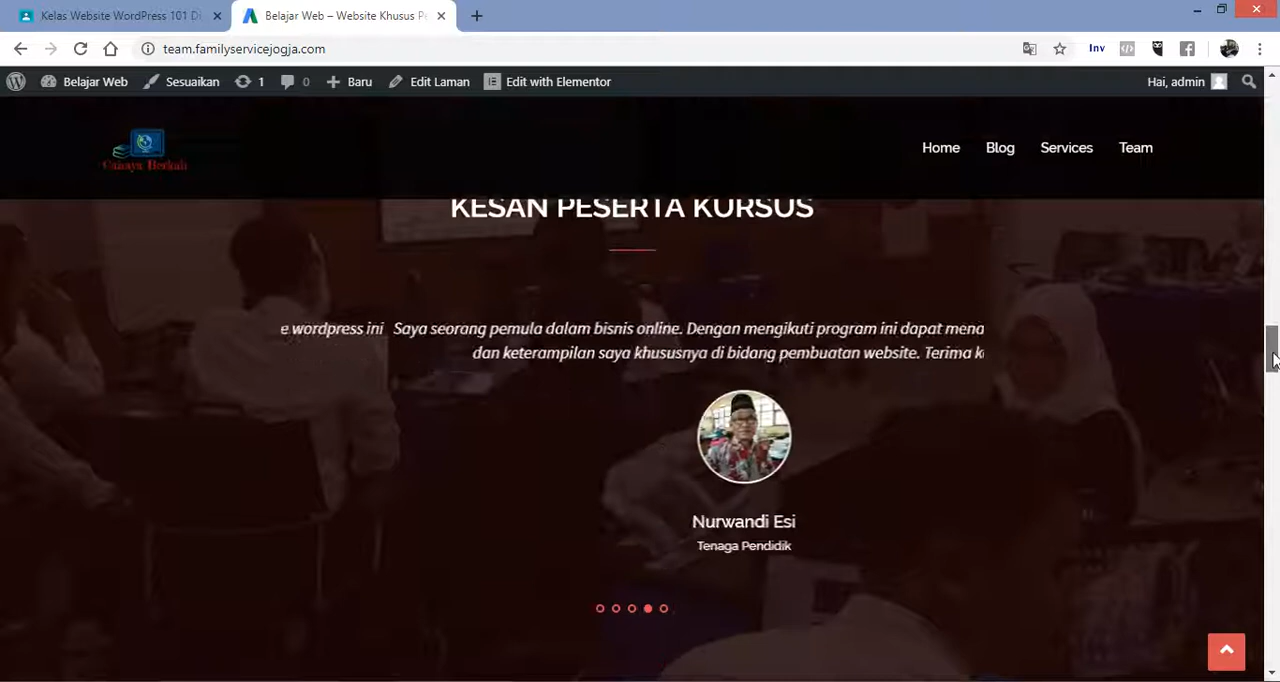 Kelas Website WordPress 101 Di
Belajar Web – Website Khusus Pe
team.familyservicejogja.com
Inv
Belajar Web
Sesuaikan
1
0
Baru
Edit Laman
Edit with Elementor
Hai, admin
Cahaya Berkah
Home
Blog
Services
Team
KESAN PESERTA KURSUS
e wordpress ini Saya seorang pemula dalam bisnis online. Dengan mengikuti program ini dapat mena
dan keterampilan saya khususnya di bidang pembuatan website. Terima k
Nurwandi Esi
Tenaga Pendidik